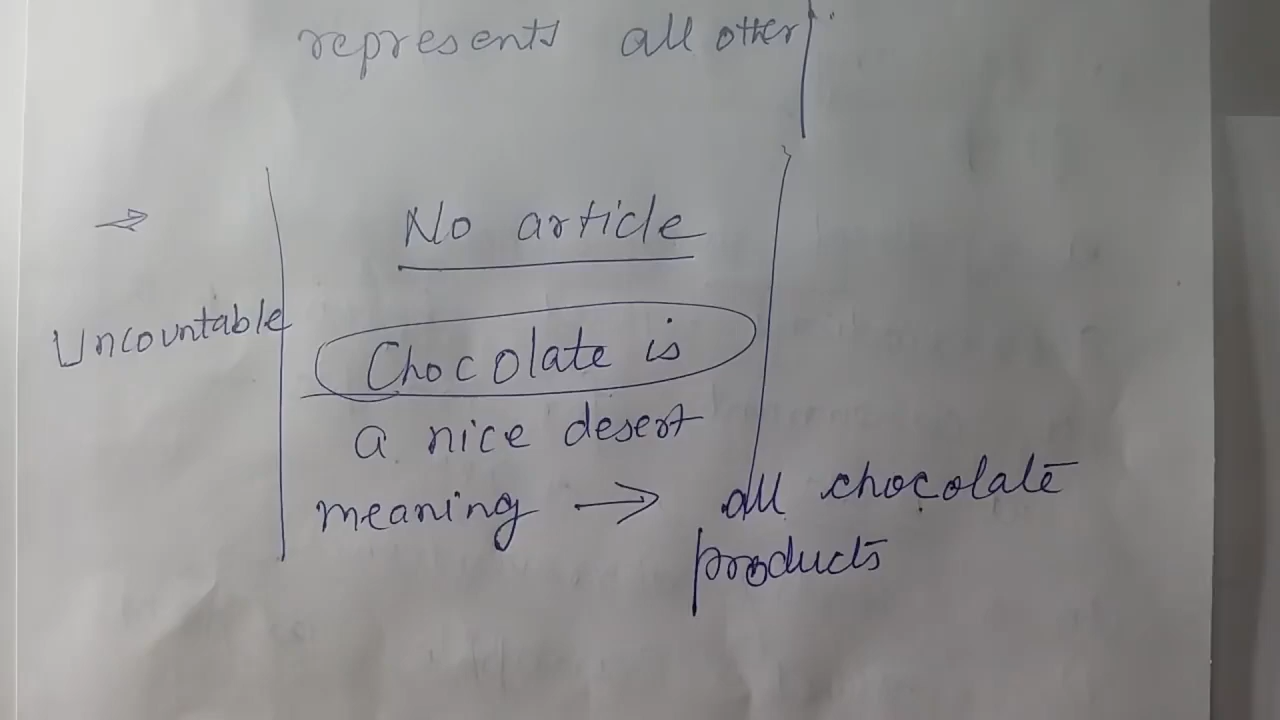 represents all other
→
No article
Uncountable
Chocolate is
a nice desert
meaning → all chocolate
products